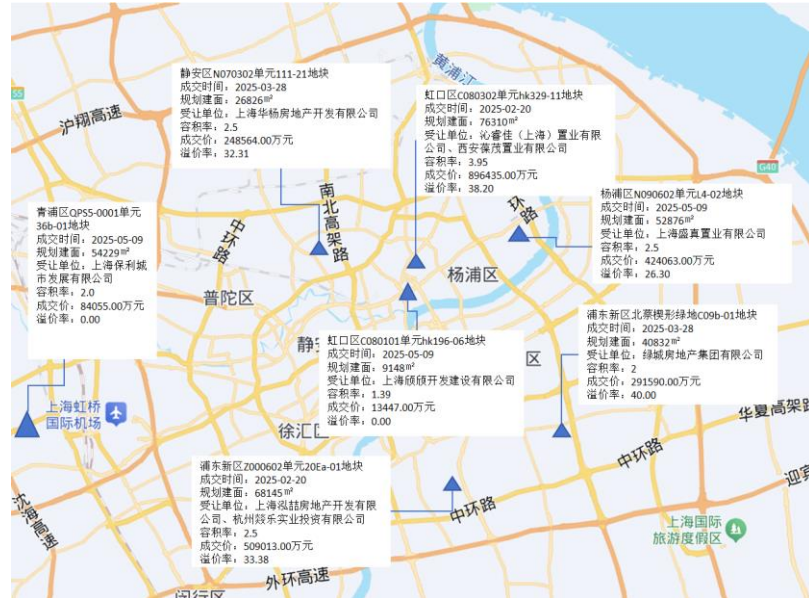 黄浦江
S5
沪翔高速
G40
静安区N070302单元111-21地块
成交时间：2025-03-28
规划建面：26826㎡
受让单位：上海华杨房地产开发有限公司
容积率：2.5
成交价：248564.00万元
溢价率：32.31
虹口区C080302单元hk329-11地块
成交时间：2025-02-20
规划建面：76310㎡
受让单位：沁睿佳（上海）置业有限
公司、西安葆茂置业有限公司
容积率：3.95
成交价：896435.00万元
溢价率：38.20
杨浦区N090602单元L4-02地块
成交时间：2025-05-09
规划建面：52876㎡
受让单位：上海盛真置业有限公司
容积率：2.5
成交价：424063.00万元
溢价率：26.30
青浦区QPS5-0001单元
36b-01地块
成交时间：2025-05-09
规划建面：54229㎡
受让单位：上海保利城
市发展有限公司
容积率：2.0
成交价：84055.00万元
溢价率：0.00
中环路
南北高架路
环路
杨浦区
普陀区
静安
区
浦东新区北蔡楔形绿地C09b-01地块
成交时间：2025-03-28
规划建面：40832㎡
受让单位：绿城房地产集团有限公司
容积率：2
成交价：291590.00万元
溢价率：40.00
虹口区C080101单元hk196-06地块
成交时间：2025-05-09
规划建面：9148㎡
受让单位：上海颀颀开发建设有限公司
容积率：1.39
成交价：13447.00万元
溢价率：0.00
上海虹桥
国际机场
徐汇区
华夏高架路
中环路
迎宾
浦东新区Z000602单元20Ea-01地块
成交时间：2025-02-20
规划建面：68145㎡
受让单位：上海泓喆房地产开发有限
公司、杭州燚乐实业投资有限公司
容积率：2.5
成交价：509013.00万元
溢价率：33.38
中环路
沈海高速
上海国际
旅游度假区
外环高速
闵行区